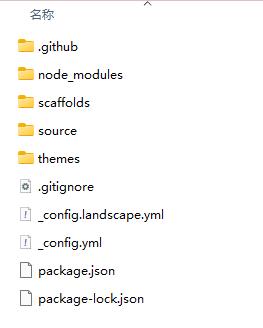 名称
.github
node_modules
scaffolds
source
themes
.gitignore
_config.landscape.yml
_config.yml
package.json
package-lock.json